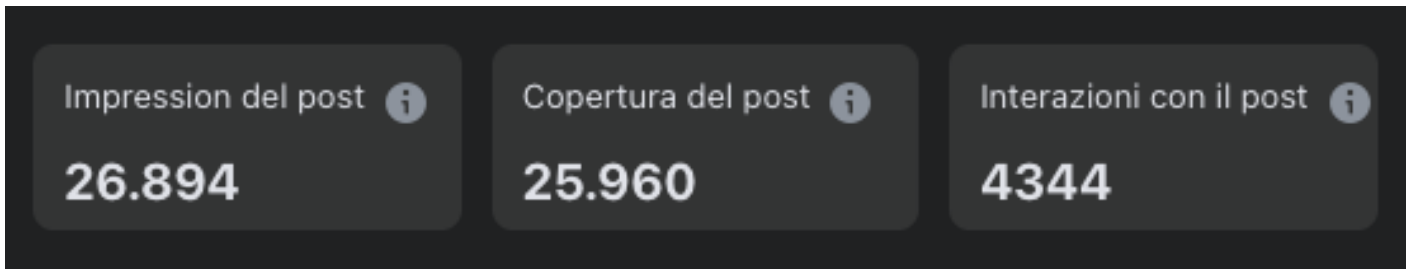 Impression del post
26.894
Copertura del post
25.960
Interazioni con il post
4344